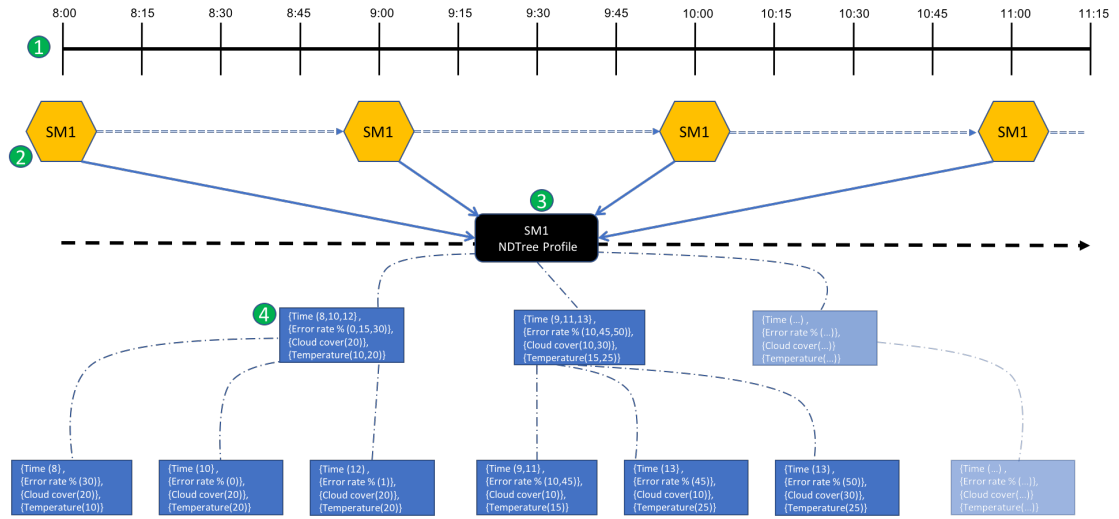 8:00 8:15 8:30 8:45 9:00 9:15 9:30 9:45 10:00 10:15 10:30 10:45 11:00 11:15
1
SM1 SM1 SM1 SM1
2
3
SM1
NDTree Profile
4
{Time (8,10,12} ,
{Error rate % (0,15,30)},
{Cloud cover(20)},
{Temperature(10,20)}
{Time (9,11,13) ,
{Error rate % (10,45,50)},
{Cloud cover(10,30)},
{Temperature(15,25)}
{Time (...) ,
{Error rate % (...)},
{Cloud cover(...)},
{Temperature(...)}
{Time (8} ,
{Error rate % (30)},
{Cloud cover(20)},
{Temperature(10)}
{Time (10} ,
{Error rate % (0)},
{Cloud cover(20)},
{Temperature(20)}
{Time (12) ,
{Error rate % (1)},
{Cloud cover(20)},
{Temperature(20)}
{Time (9,11) ,
{Error rate % (10,45)},
{Cloud cover(10)},
{Temperature(15)}
{Time (13) ,
{Error rate % (45)},
{Cloud cover(10)},
{Temperature(25)}
{Time (13) ,
{Error rate % (50)},
{Cloud cover(30)},
{Temperature(25)}
{Time (...) ,
{Error rate % (...)},
{Cloud cover(...)},
{Temperature(...)}